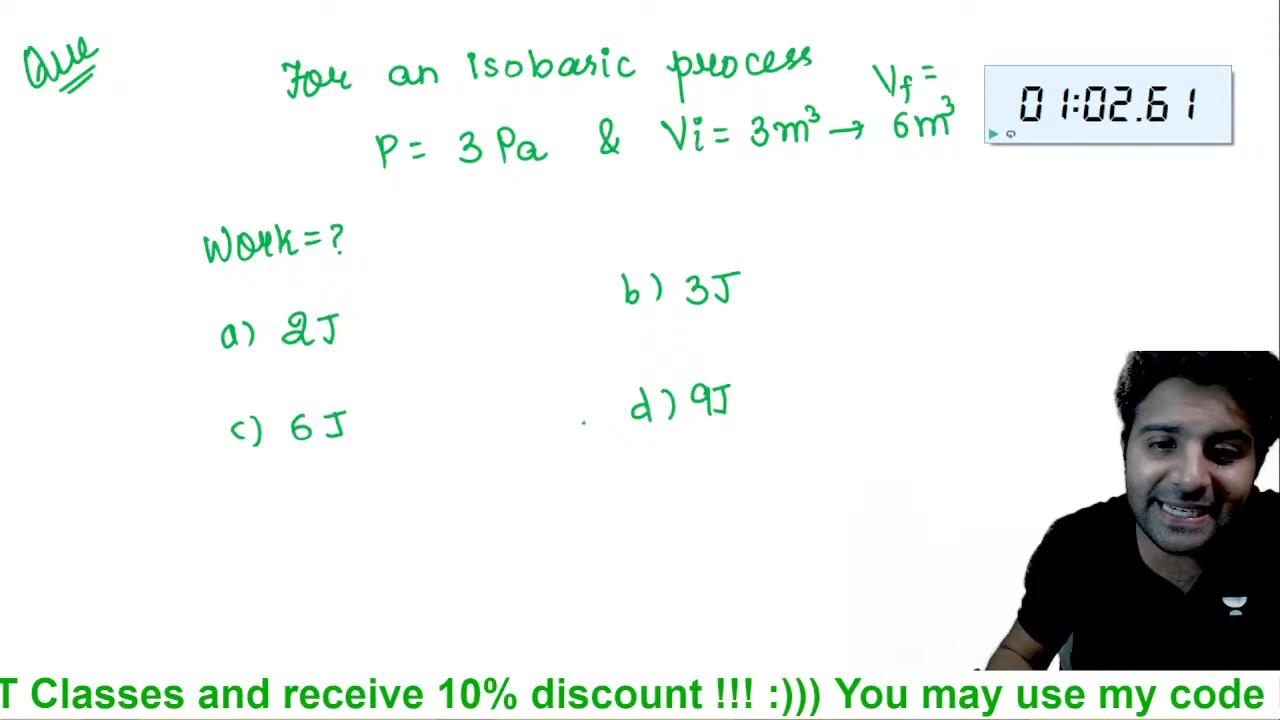 Que
For an isobaric process
P = 3 Pa & Vi = 3m³ → Vf = 6m³
01:02.61
Work = ?
a) 2J
b) 3J
c) 6J
d) 9J
T Classes and receive 10% discount !!! :))) You may use my code